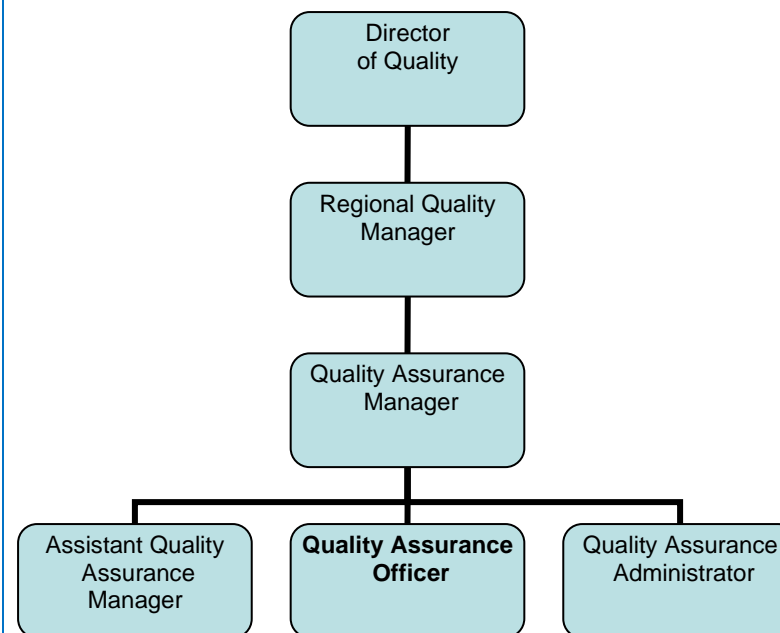 Director
of Quality
Regional Quality
Manager
Quality Assurance
Manager
Assistant Quality
Assurance
Manager
Quality Assurance
Officer
Quality Assurance
Administrator